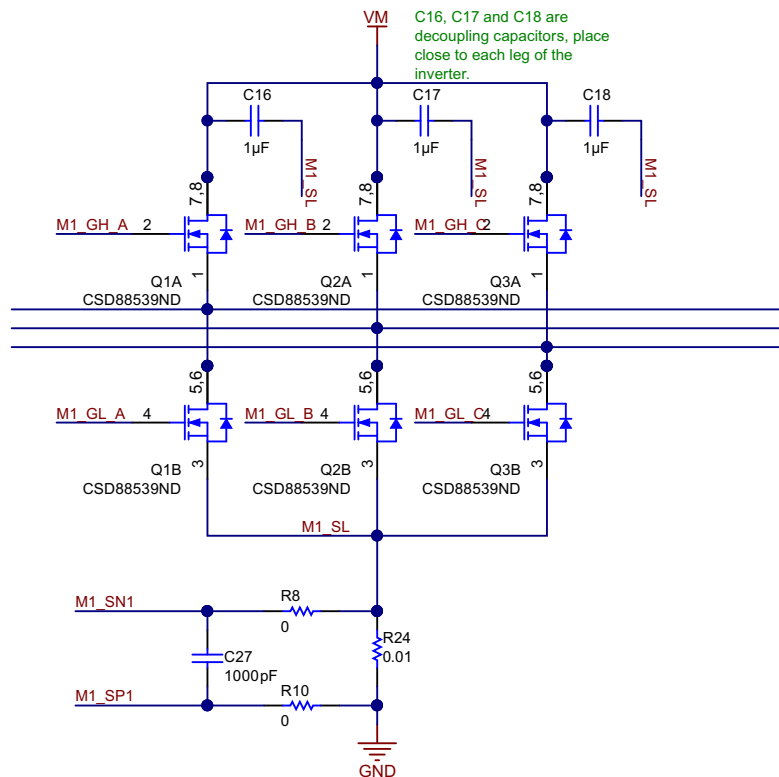 VM
C16, C17 and C18 are
decoupling capacitors, place
close to each leg of the
inverter.
C16
C17
C18
1µF
1µF
1µF
M1_SL
M1_SL
M1_SL
7,8
7,8
7,8
M1_GH_A
2
M1_GH_B
2
M1_GH_C
2
1
1
1
Q1A
Q2A
Q3A
CSD88539ND
CSD88539ND
CSD88539ND
5,6
5,6
5,6
M1_GL_A
4
M1_GL_B
4
M1_GL_C
4
3
3
3
Q1B
Q2B
Q3B
CSD88539ND
CSD88539ND
CSD88539ND
M1_SL
M1_SN1
R8
0
R24
0.01
C27
1000pF
M1_SP1
R10
0
GND